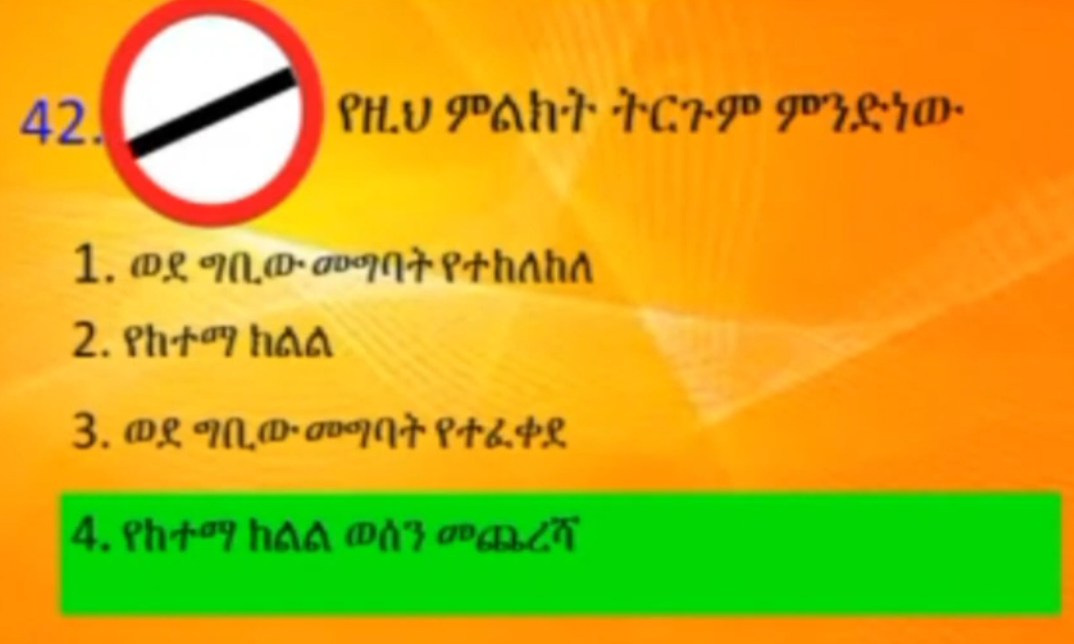 42. የዚህ ምልክት ትርጉም ምንድነው
1. ወደ ግቢው መግባት የተከለከለ
2. የከተማ ክልል
3. ወደ ግቢው መግባት የተፈቀደ
4. የከተማ ክልል ወሰን መጨረሻ